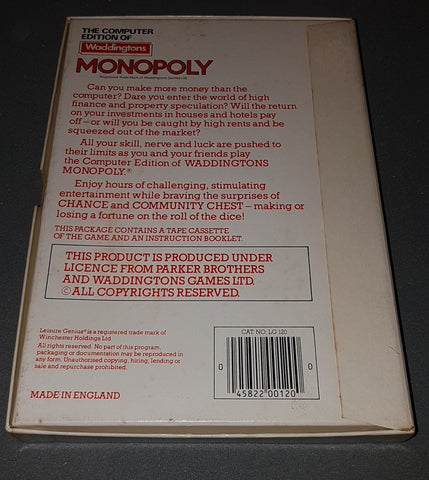 THE COMPUTER
EDITION OF
Waddingtons
MONOPOLY
Registered Trade Mark of Waddingtons Games Ltd.
Can you make more money than the
computer? Dare you enter the world of high
finance and property speculation? Will the return
on your investments in houses and hotels pay
off—or will you be caught by high rents and be
squeezed out of the market?
All your skill, nerve and luck are pushed to
their limits as you and your friends play
the Computer Edition of WADDINGTONS
MONOPOLY.®
Enjoy hours of challenging, stimulating
entertainment while braving the surprises of
CHANCE and COMMUNITY CHEST – making or
losing a fortune on the roll of the dice!
THIS PACKAGE CONTAINS A TAPE CASSETTE
OF THE GAME AND AN INSTRUCTION BOOKLET.
THIS PRODUCT IS PRODUCED UNDER
LICENCE FROM PARKER BROTHERS
AND WADDINGTONS GAMES LTD.
© ALL COPYRIGHTS RESERVED.
Leisure Genius® is a registered trade mark of
Winchester Holdings Ltd.
All rights reserved. No part of this program,
packaging or documentation may be reproduced in
any form. Unauthorised copying, hiring, lending or
sale and repurchase prohibited.
CAT NO: LG 120
0 45822 00120 0
MADE IN ENGLAND